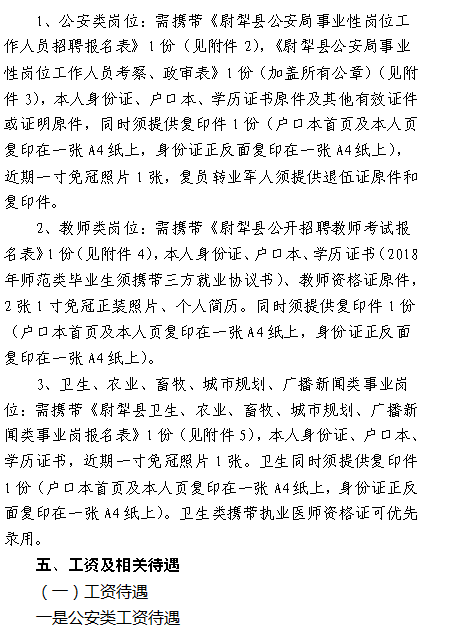 1、公安类岗位：需携带《尉犁县公安局事业性岗位工
作人员招聘报名表》1份（见附件2），《尉犁县公安局事业
性岗位工作人员考察、政审表》1份（加盖所有公章）（见附
件3），本人身份证、户口本、学历证书原件及其他有效证件
或证明原件，同时须提供复印件1份（户口本首页及本人页
复印在一张A4纸上，身份证正反面复印在一张A4纸上），
近期一寸免冠照片1张，复员转业军人须提供退伍证原件和
复印件。
2、教师类岗位：需携带《尉犁县公开招聘教师考试报
名表》1份（见附件4），本人身份证、户口本、学历证书（2018
年师范类毕业生须携带三方就业协议书）、教师资格证原件，
2张1寸免冠正装照片、个人简历。同时须提供复印件1份
（户口本首页及本人页复印在一张A4纸上，身份证正反面
复印在一张A4纸上）。
3、卫生、农业、畜牧、城市规划、广播新闻类事业岗
位：需携带《尉犁县卫生、农业、畜牧、城市规划、广播新
闻类事业岗报名表》1份（见附件5），本人身份证、户口本、
学历证书，近期一寸免冠照片1张。卫生同时须提供复印件
1份（户口本首页及本人页复印在一张A4纸上，身份证正反
面复印在一张A4纸上）。卫生类携带执业医师资格证可优先
录用。
五、工资及相关待遇
（一）工资待遇
一是公安类工资待遇